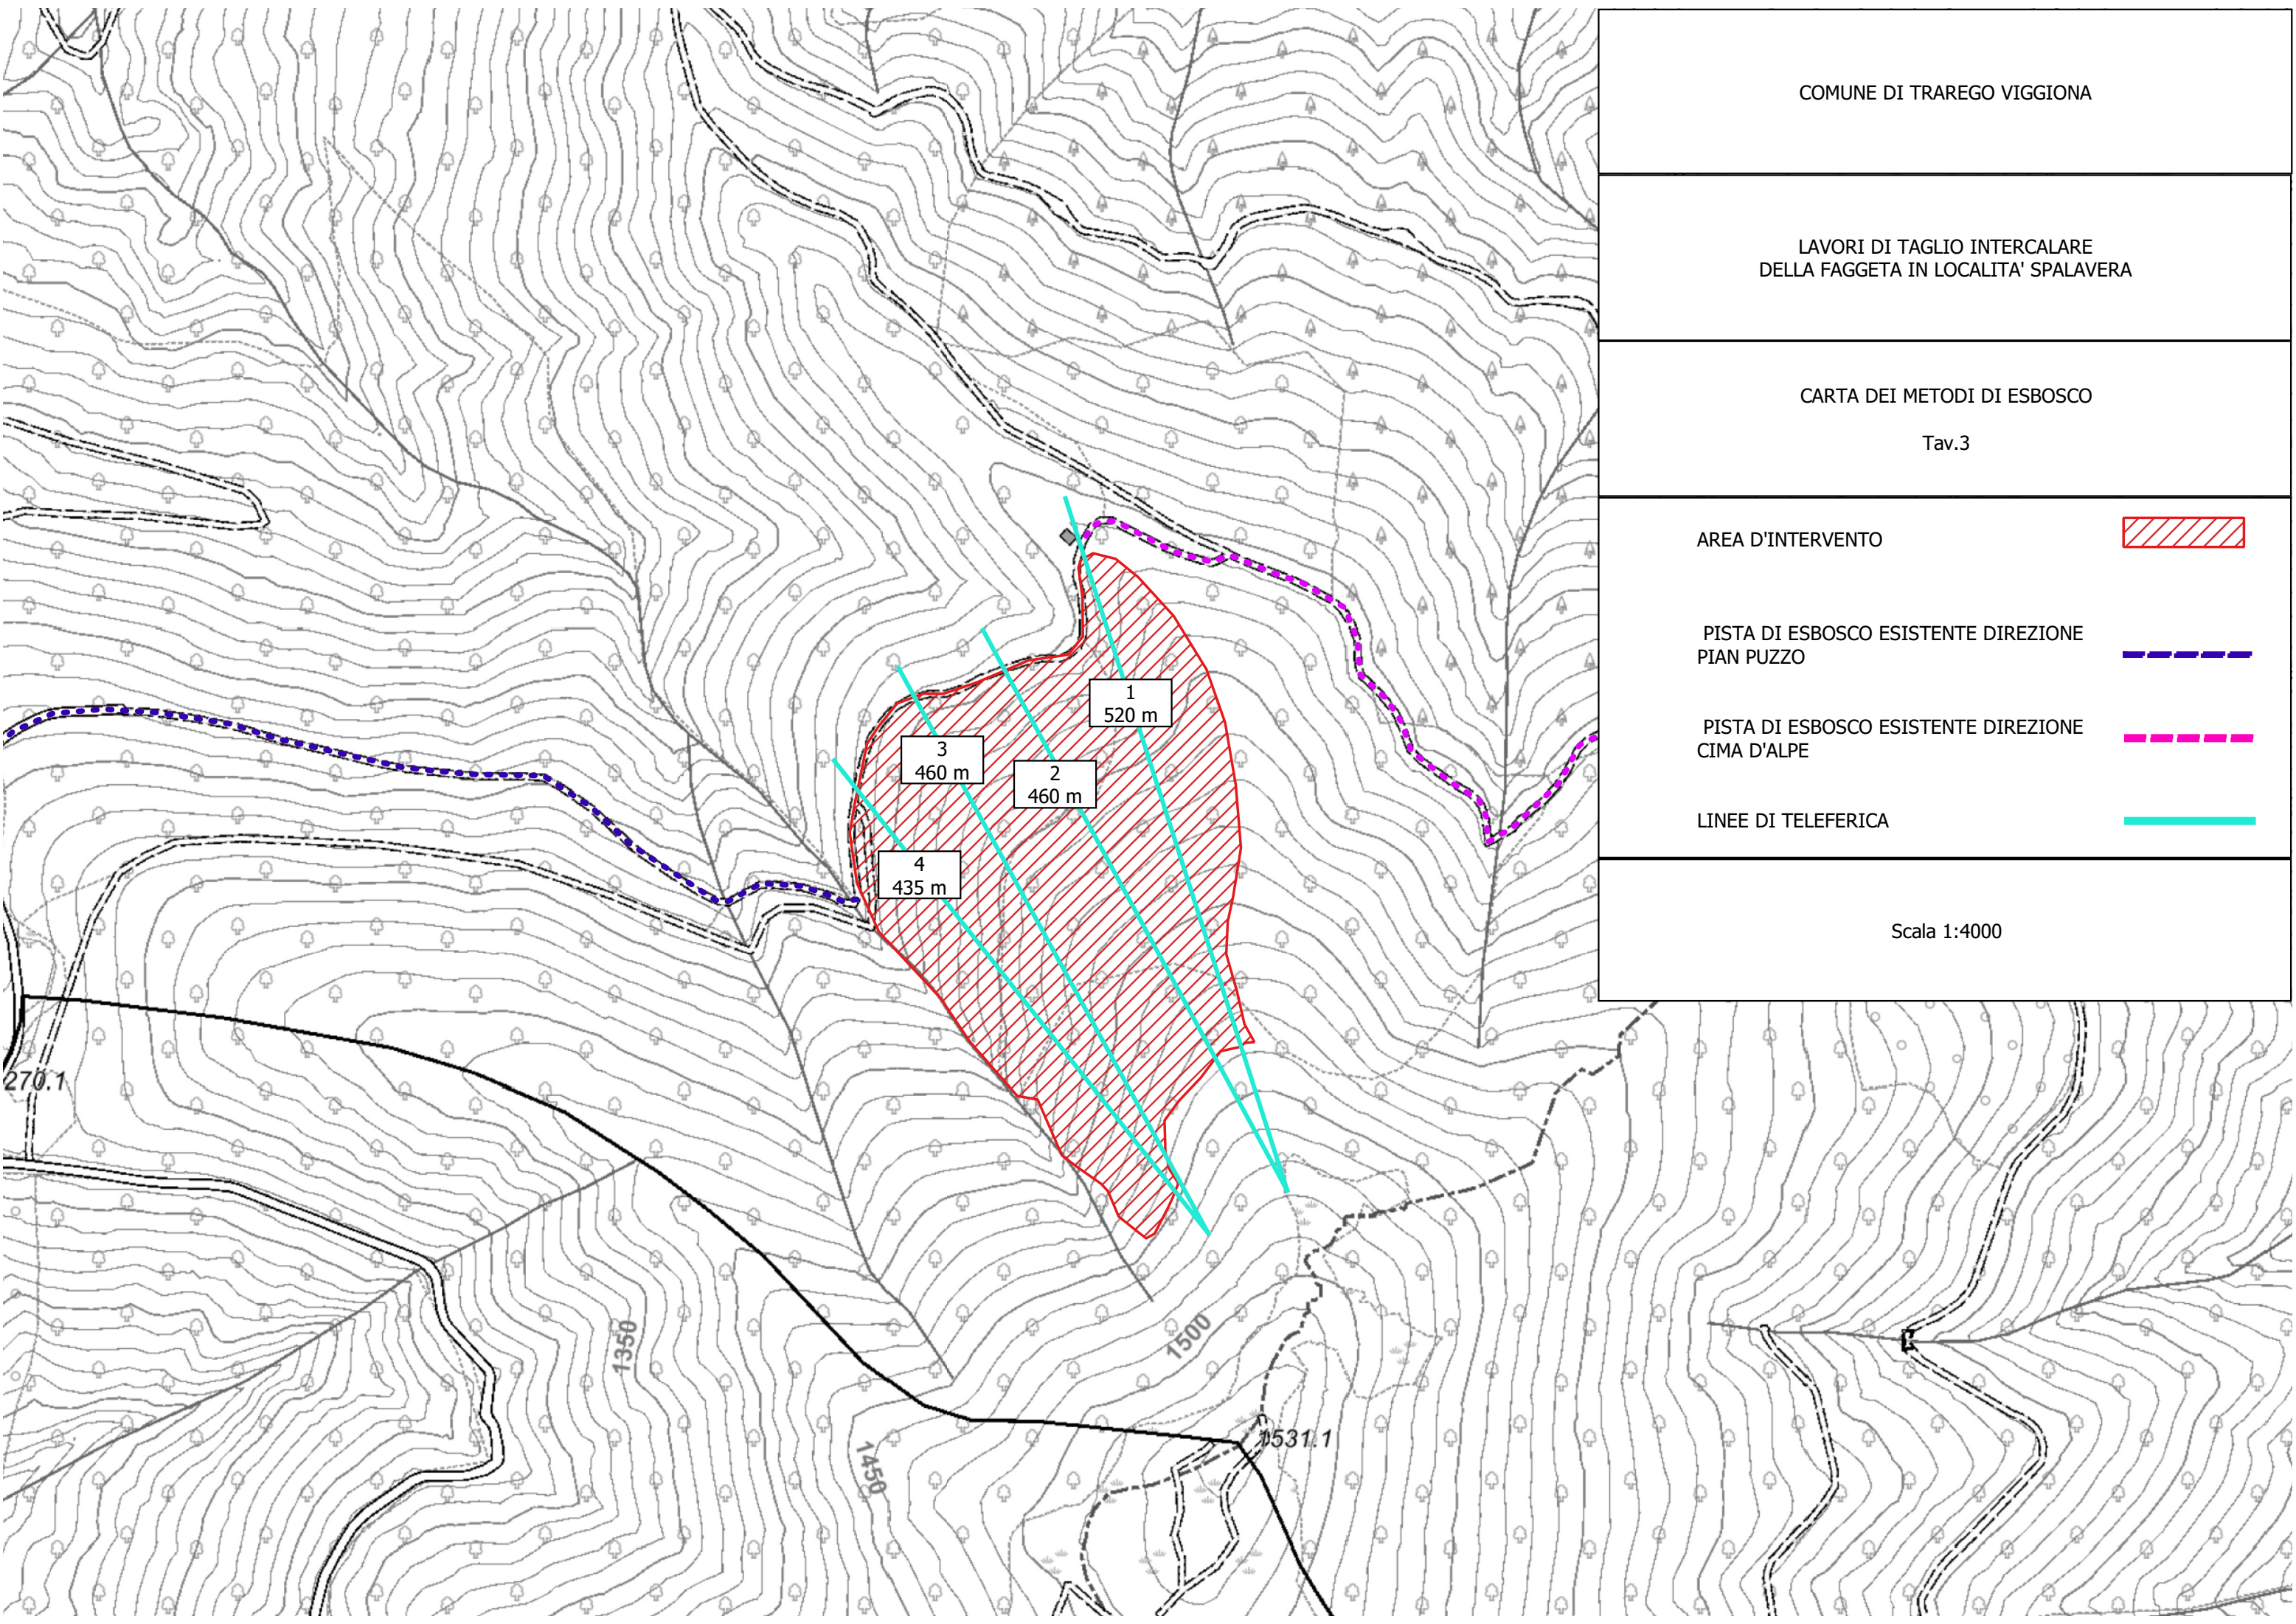 COMUNE DI TRAREGO VIGGIONA
LAVORI DI TAGLIO INTERCALARE
DELLA FAGGETA IN LOCALITA' SPALAVERA
CARTA DEI METODI DI ESBOSCO
Tav.3
AREA D'INTERVENTO
PISTA DI ESBOSCO ESISTENTE DIREZIONE
PIAN PUZZO
PISTA DI ESBOSCO ESISTENTE DIREZIONE
CIMA D'ALPE
LINEE DI TELEFERICA
Scala 1:4000
1
520 m
3
460 m
2
460 m
4
435 m
270.1
1350
1500
1450
1531.1